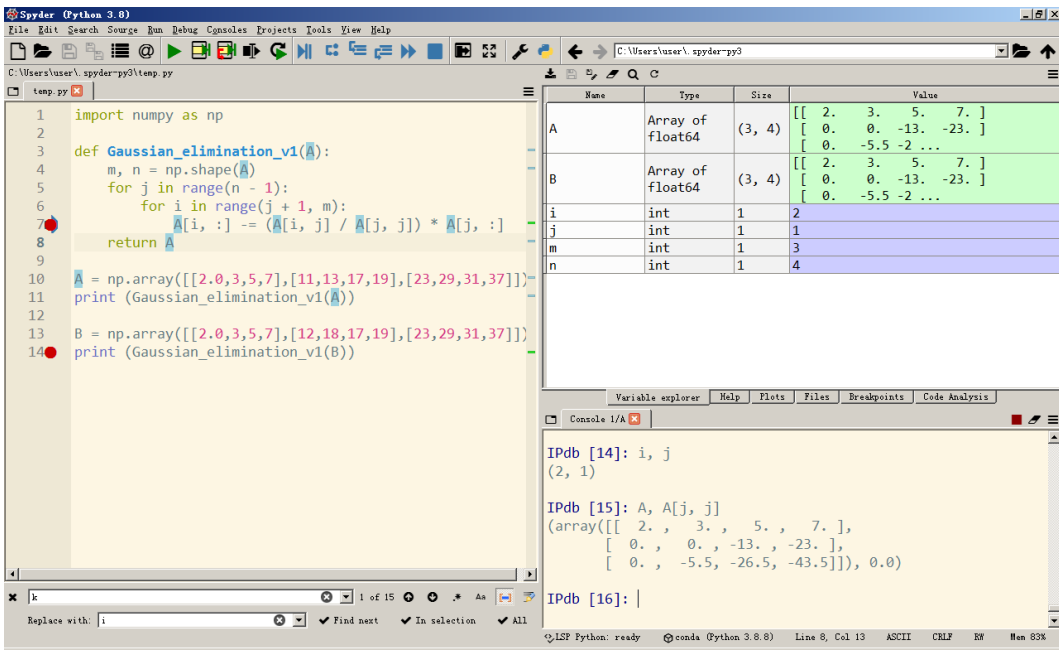 Spyder (Python 3.8)
File Edit Search Source Run Debug Consoles Projects Tools View Help
C:\Users\user\.spyder-py3
C:\Users\user\.spyder-py3\temp.py
temp.py
1 import numpy as np
2
3 def Gaussian_elimination_v1(A):
4 m, n = np.shape(A)
5 for j in range(n - 1):
6 for i in range(j + 1, m):
7 A[i, :] -= (A[i, j] / A[j, j]) * A[j, :]
8 return A
9
10 A = np.array([[2.0,3,5,7],[11,13,17,19],[23,29,31,37]])
11 print (Gaussian_elimination_v1(A))
12
13 B = np.array([[2.0,3,5,7],[12,18,17,19],[23,29,31,37]])
14 print (Gaussian_elimination_v1(B))
k 1 of 15 .* Aa
Replace with: i Find next In selection All
Name Type Size Value
A Array of float64 (3, 4) [[ 2. 3. 5. 7. ]
[ 0. 0. -13. -23. ]
[ 0. -5.5 -2 ...
B Array of float64 (3, 4) [[ 2. 3. 5. 7. ]
[ 0. 0. -13. -23. ]
[ 0. -5.5 -2 ...
i int 1 2
j int 1 1
m int 1 3
n int 1 4
Variable explorer Help Plots Files Breakpoints Code Analysis
Console 1/A
IPdb [14]: i, j
(2, 1)
IPdb [15]: A, A[j, j]
(array([[ 2. , 3. , 5. , 7. ],
[ 0. , 0. , -13. , -23. ],
[ 0. , -5.5, -26.5, -43.5]]), 0.0)
IPdb [16]:
LSP Python: ready conda (Python 3.8.8) Line 8, Col 13 ASCII CRLF RW Mem 83%